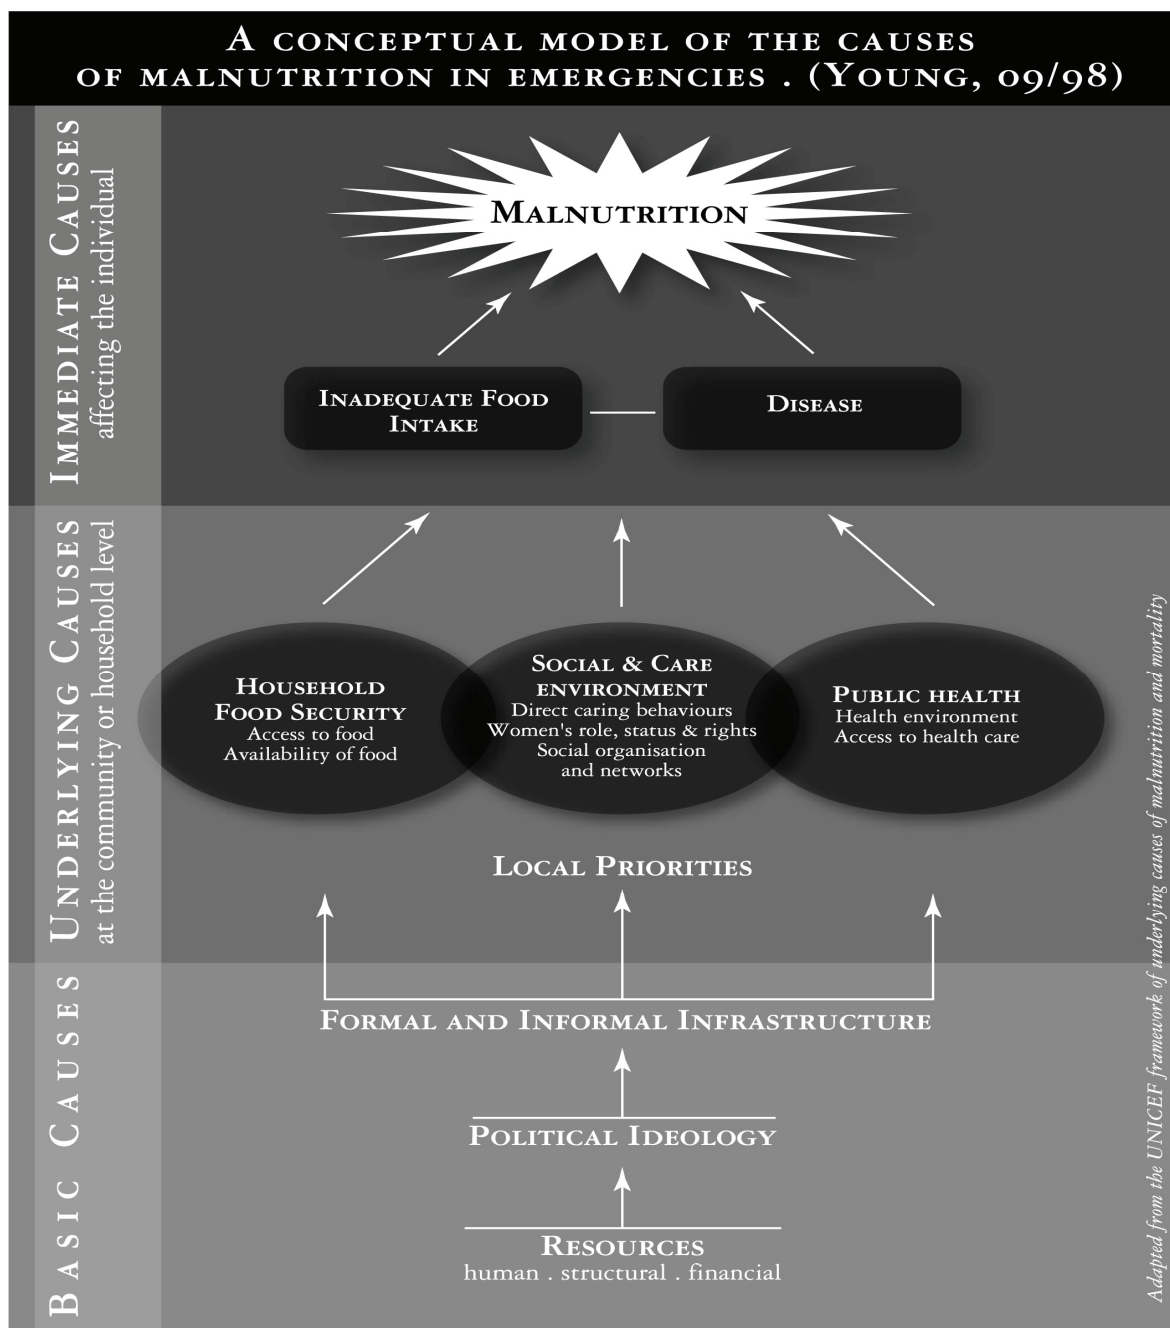 A CONCEPTUAL MODEL OF THE CAUSES
OF MALNUTRITION IN EMERGENCIES . (YOUNG, 09/98)
IMMEDIATE CAUSES
affecting the individual
MALNUTRITION
INADEQUATE FOOD
INTAKE
DISEASE
UNDERLYING CAUSES
at the community or household level
HOUSEHOLD
FOOD SECURITY
Access to food
Availability of food
SOCIAL & CARE
ENVIRONMENT
Direct caring behaviours
Women's role, status & rights
Social organisation
and networks
PUBLIC HEALTH
Health environment
Access to health care
LOCAL PRIORITIES
BASIC CAUSES
FORMAL AND INFORMAL INFRASTRUCTURE
POLITICAL IDEOLOGY
RESOURCES
human . structural . financial
Adapted from the UNICEF framework of underlying causes of malnutrition and mortality